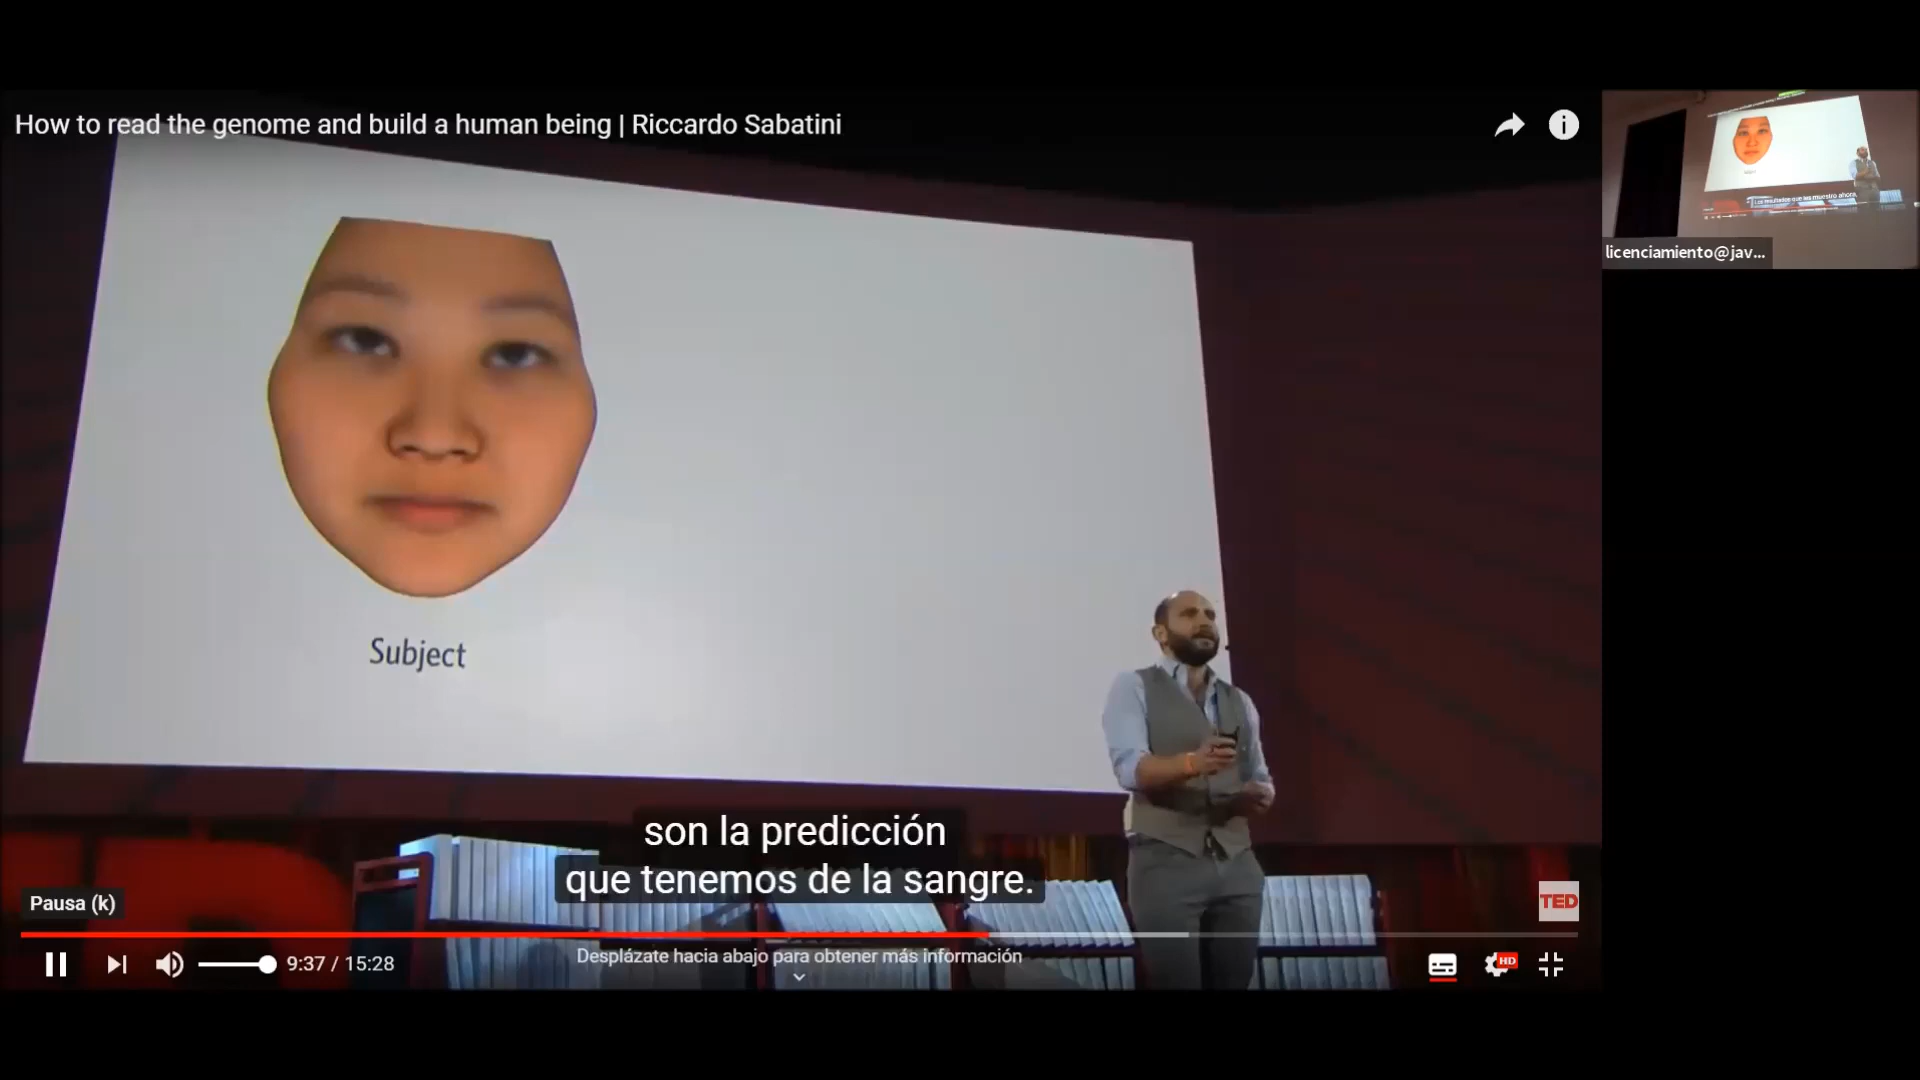 How to read the genome and build a human being | Riccardo Sabatini
licenciamiento@jav...
Subject
son la predicción
que tenemos de la sangre.
Pausa (k)
TED
9:37 / 15:28
Desplázate hacia abajo para obtener más información
HD